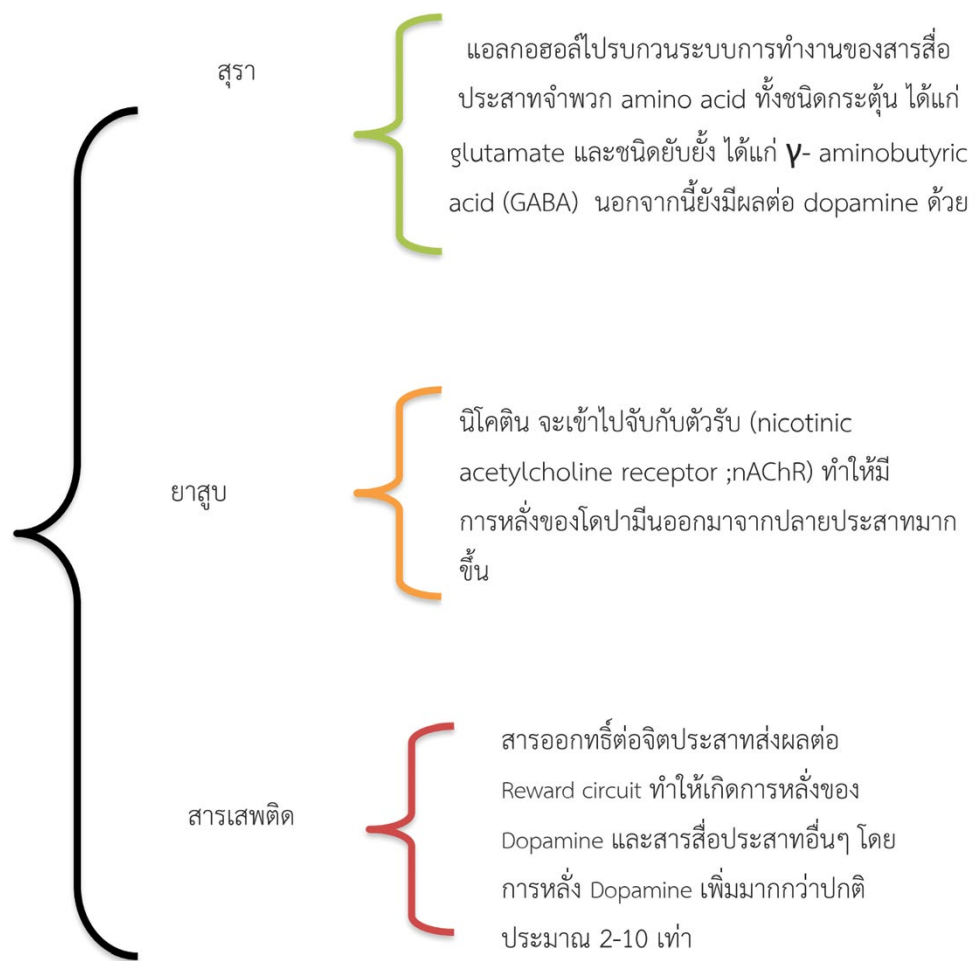 สุรา
แอลกอฮอล์ไปรบกวนระบบการทำงานของสารสื่อ
ประสาทจำพวก amino acid ทั้งชนิดกระตุ้น ได้แก่
glutamate และชนิดยับยั้ง ได้แก่ γ- aminobutyric
acid (GABA) นอกจากนี้ยังมีผลต่อ dopamine ด้วย
ยาสูบ
นิโคติน จะเข้าไปจับกับตัวรับ (nicotinic
acetylcholine receptor ;nAChR) ทำให้มี
การหลั่งของโดปามีนออกมาจากปลายประสาทมาก
ขึ้น
สารเสพติด
สารออกทธิ์ต่อจิตประสาทส่งผลต่อ
Reward circuit ทำให้เกิดการหลั่งของ
Dopamine และสารสื่อประสาทอื่นๆ โดย
การหลั่ง Dopamine เพิ่มมากกว่าปกติ
ประมาณ 2-10 เท่า